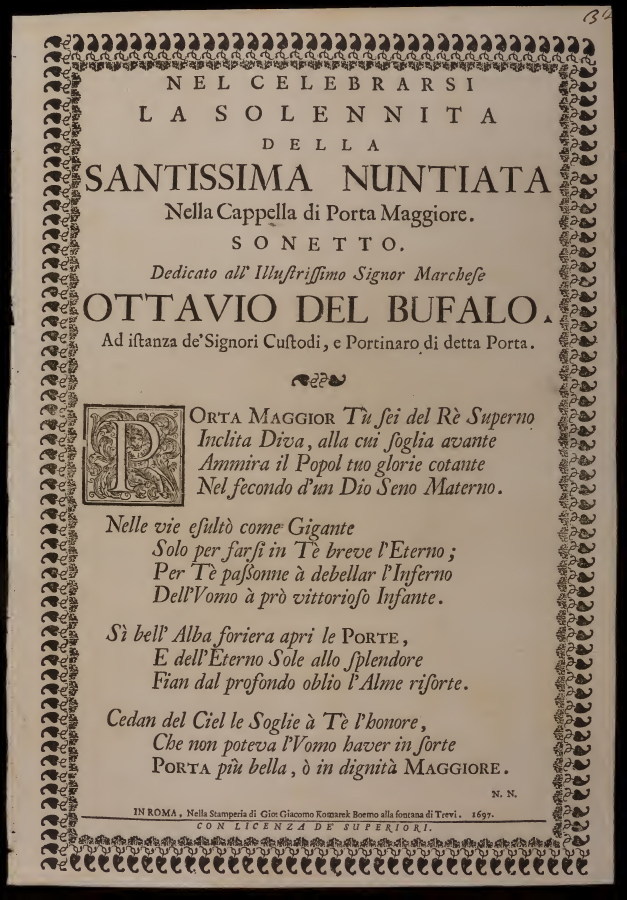 B4
NEL CELEBRARSI
LA SOLENNITA
DELLA
SANTISSIMA NUNTIATA
Nella Cappella di Porta Maggiore.
SONETTO.
Dedicato all' Illuſtriſſimo Signor Marcheſe
OTTAVIO DEL BUFALO.
Ad iſtanza de' Signori Cuſtodi, e Portinaro di detta Porta.
PORTA MAGGIOR Tù ſei del Rè Superno
Inclita Diva, alla cui ſoglia avante
Ammira il Popol tuo glorie cotante
Nel fecondo d'un Dio Seno Materno.
Nelle vie eſultò come Gigante
Solo per farſi in Tè breve l'Eterno;
Per Tè paſſonne à debellar l'Inferno
Dell'Vomo à prò vittorioſo Infante.
Sì bell' Alba foriera apri le PORTE,
E dell'Eterno Sole allo ſplendore
Fian dal profondo oblio l'Alme riſorte.
Cedan del Ciel le Soglie à Tè l'honore,
Che non poteva l'Vomo haver in ſorte
PORTA più bella, ò in dignità MAGGIORE.
N. N.
IN ROMA, Nella Stamperia di Gio: Giacomo Komarek Boemo alla fontana di Trevi. 1697.
CON LICENZA DE' SUPERIORI.